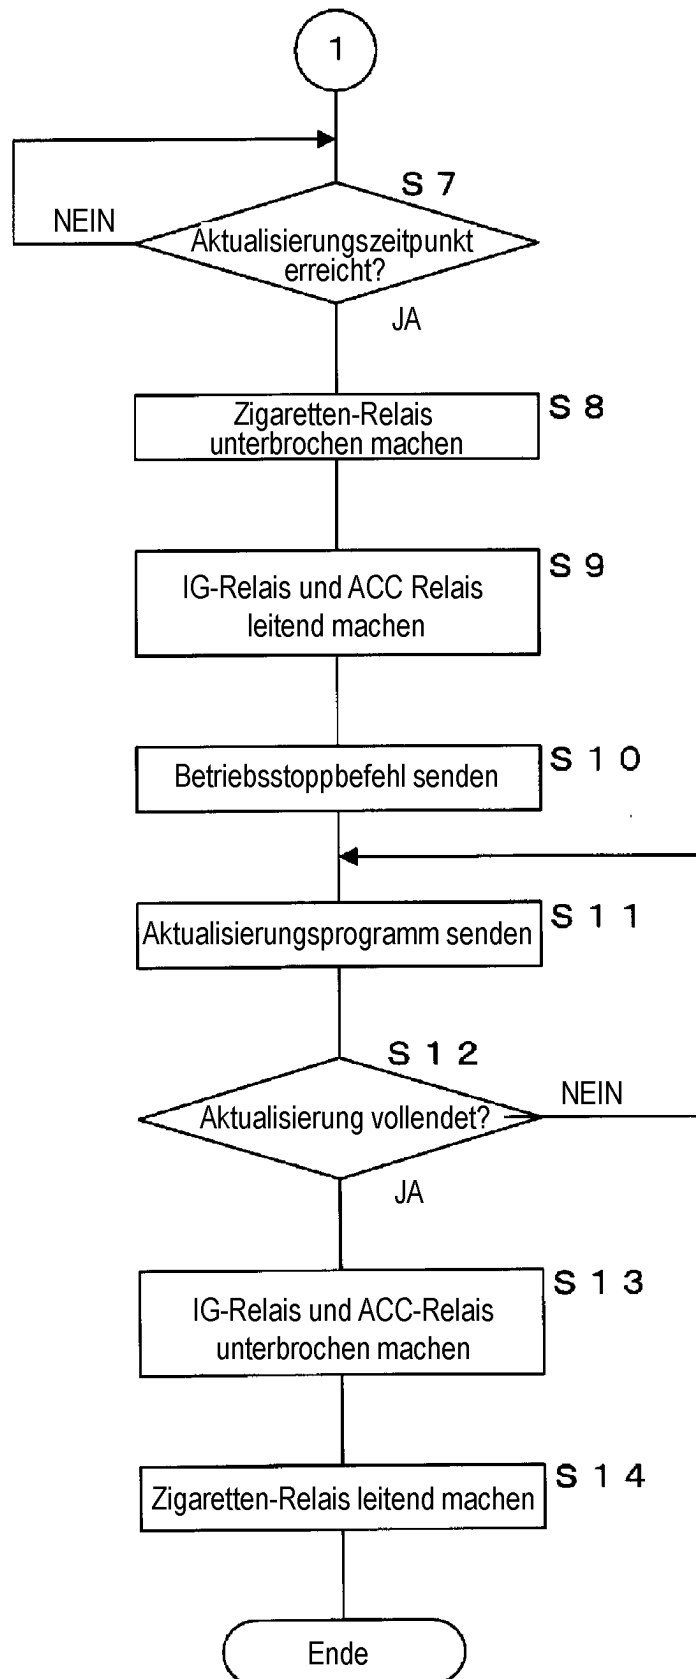 1
S 7
NEIN
Aktualisierungszeitpunkt
erreicht?
JA
S 8
Zigaretten-Relais
unterbrochen machen
S 9
IG-Relais und ACC Relais
leitend machen
S 1 0
Betriebsstoppbefehl senden
S 1 1
Aktualisierungsprogramm senden
S 1 2
NEIN
Aktualisierung vollendet?
JA
S 1 3
IG-Relais und ACC-Relais
unterbrochen machen
S 1 4
Zigaretten-Relais leitend machen
Ende